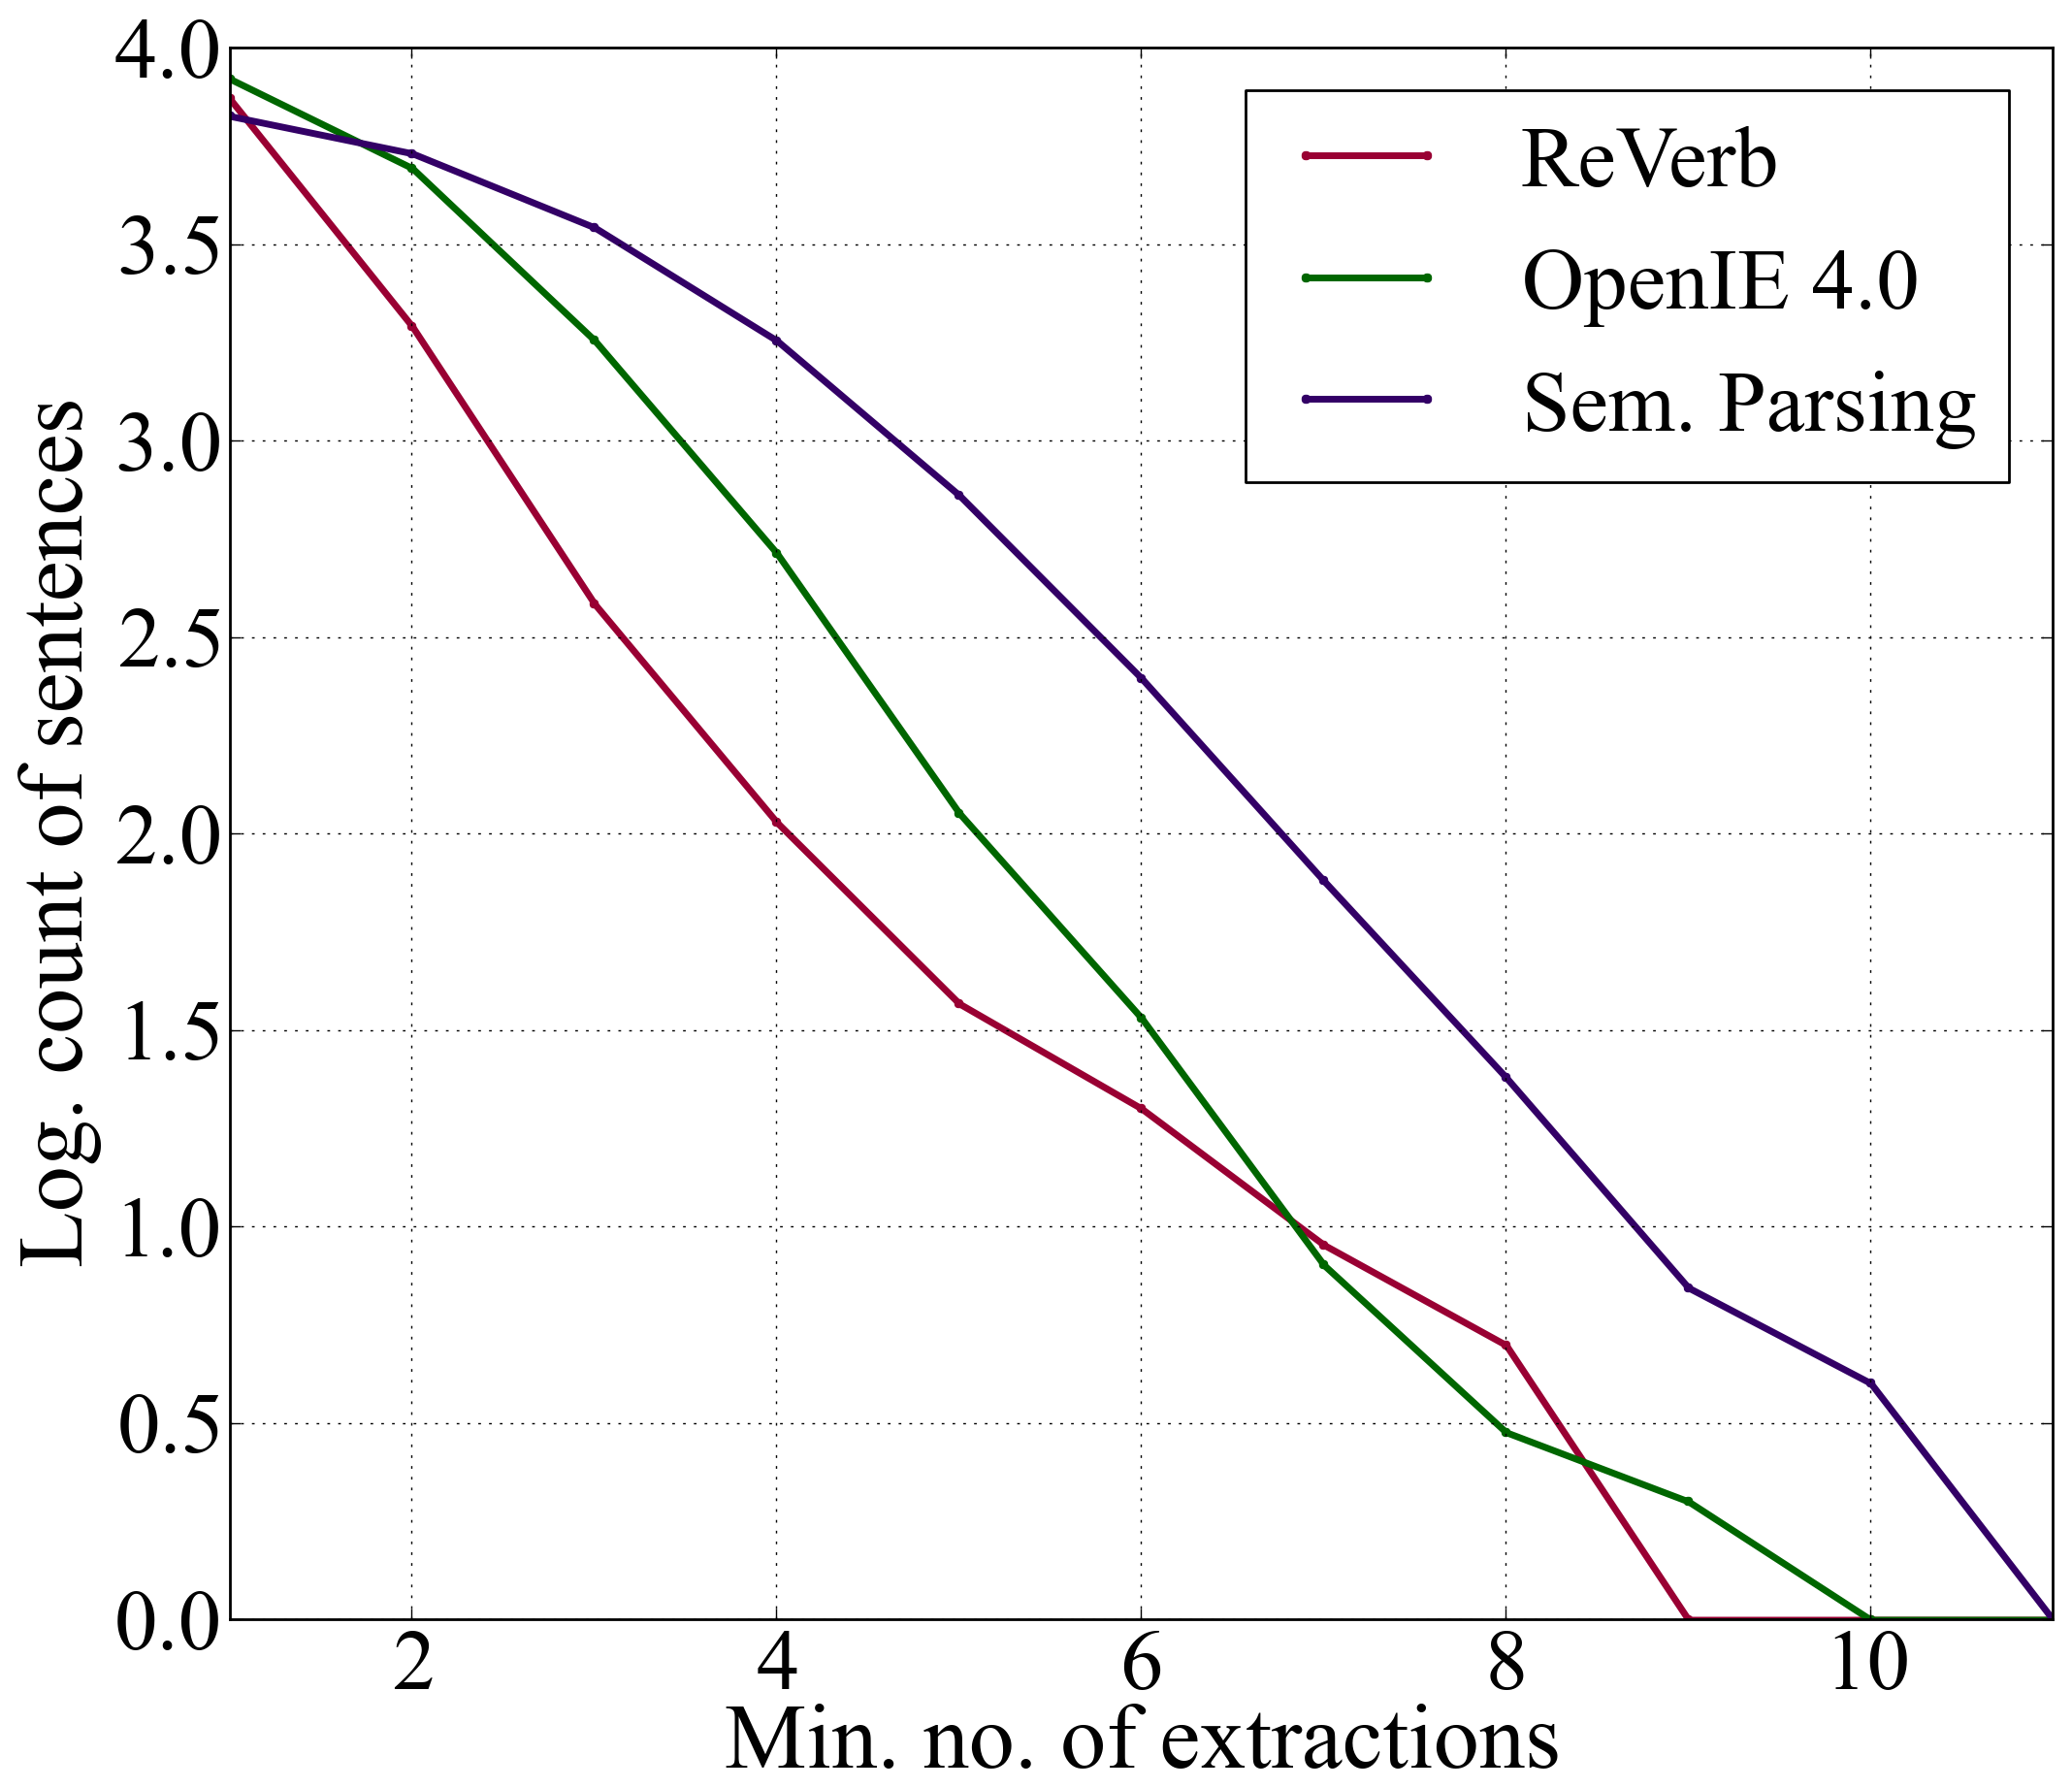 4.0
3.5
3.0
2.5
2.0
1.5
1.0
0.5
0.0
Log. count of sentences
ReVerb
OpenIE 4.0
Sem. Parsing
2 4 6 8 10
Min. no. of extractions